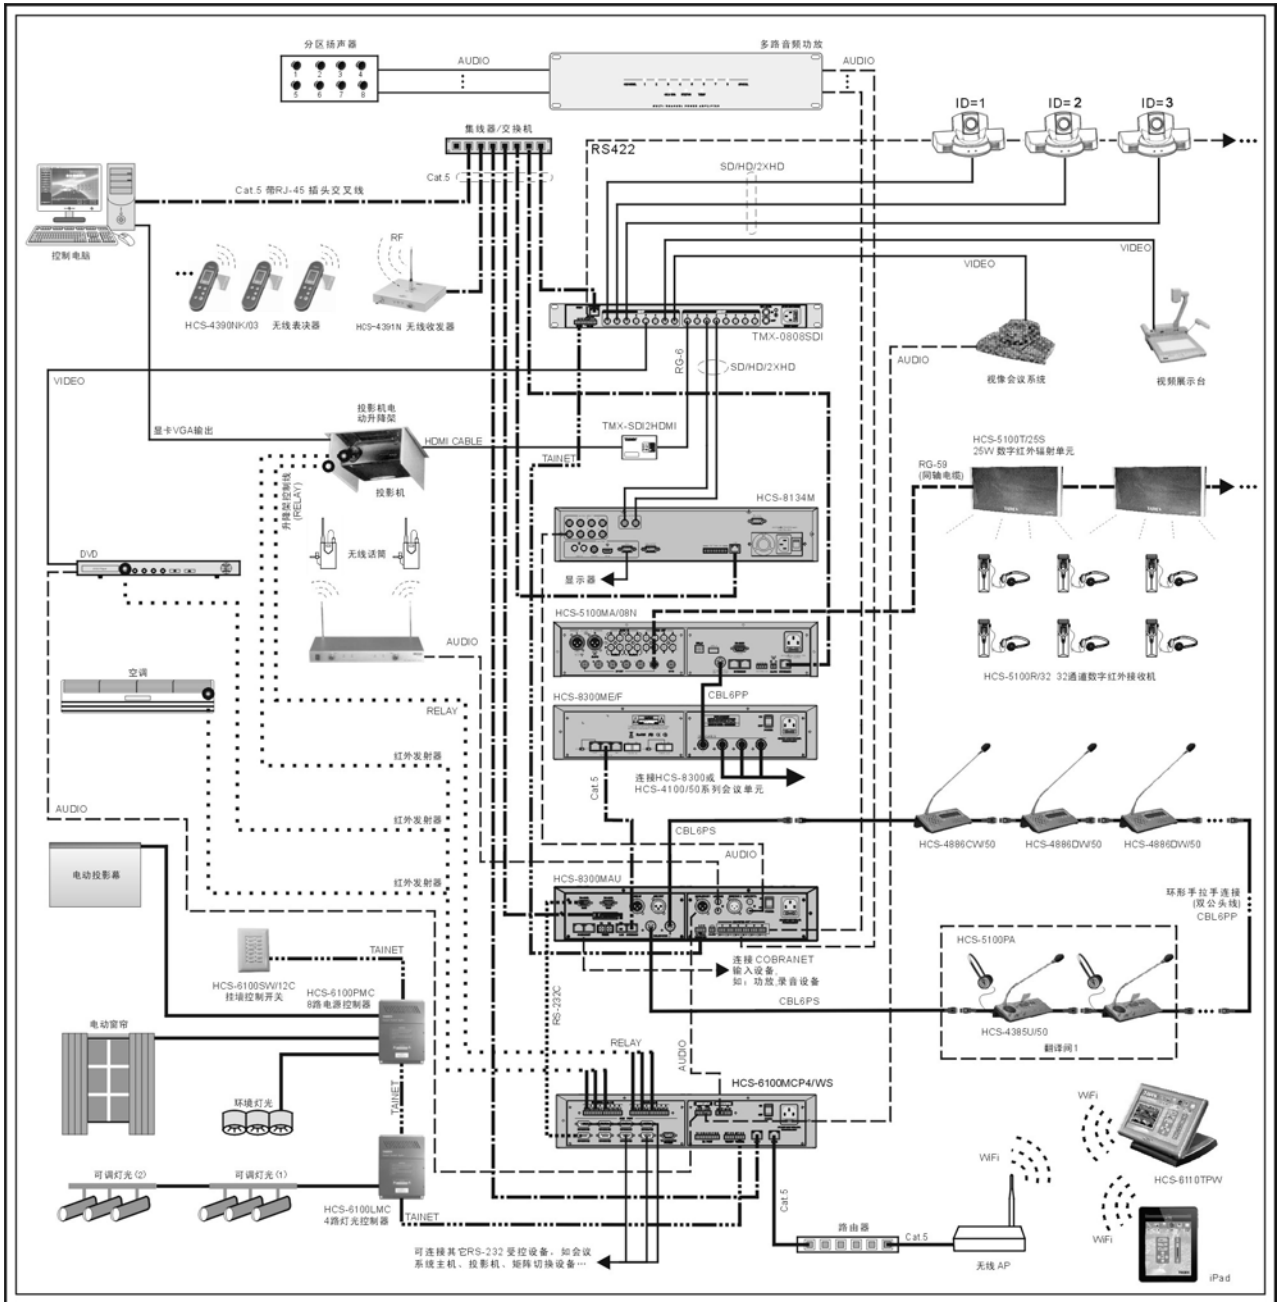 分区扬声器
1 2 3 4
5 6 7 8
AUDIO
多路音频功放
AUDIO
集线器/交换机
Cat.5
RS422
ID=1
ID=2
ID=3
SD/HD/2XHD
Cat.5 带RJ-45 插头交叉线
控制电脑
RF
HCS-4390NK/03 无线表决器
HCS-4391N 无线收发器
TMX-0808SDI
VIDEO
VIDEO
AUDIO
视像会议系统
视频展示台
VIDEO
RG-6
SD/HD/2XHD
投影机电
动升降架
显卡VGA输出
HDMI CABLE
TMX-SDI2HDMI
TAINET
投影机
升降架控制线
(RELAY)
HCS-5100T/25S
25W 数字红外辐射单元
RG-59
(同轴电缆)
HCS-8134M
无线话筒
DVD
显示器
HCS-5100MA/08N
AUDIO
HCS-5100R/32 32通道数字红外接收机
空调
HCS-8300ME/F
CBL6PP
RELAY
红外发射器
连接HCS-8300或
HCS-4100/50系列会议单元
Cat.5
AUDIO
红外发射器
CBL6PS
HCS-4886CW/50
HCS-4886DW/50
HCS-4886DW/50
AUDIO
电动投影幕
红外发射器
HCS-8300MAU
环形手拉手连接
(双公头线)
CBL6PP
HCS-5100PA
TAINET
连接 COBRANET
输入设备,
如：功放,录音设备
HCS-6100SW/12C
挂墙控制开关
HCS-6100PMC
8路电源控制器
RS-232C
CBL6PS
HCS-4385U/50
翻译间1
电动窗帘
RELAY
AUDIO
HCS-6100MCP4/WS
TAINET
环境灯光
WiFi
WiFi
HCS-6110TPW
可调灯光(2)
可调灯光(1)
HCS-6100LMC
4路灯光控制器
TAINET
Cat.5
路由器
Cat.5
无线 AP
WiFi
iPad
可连接其它RS-232 受控设备，如会议
系统主机、投影机、矩阵切换设备…